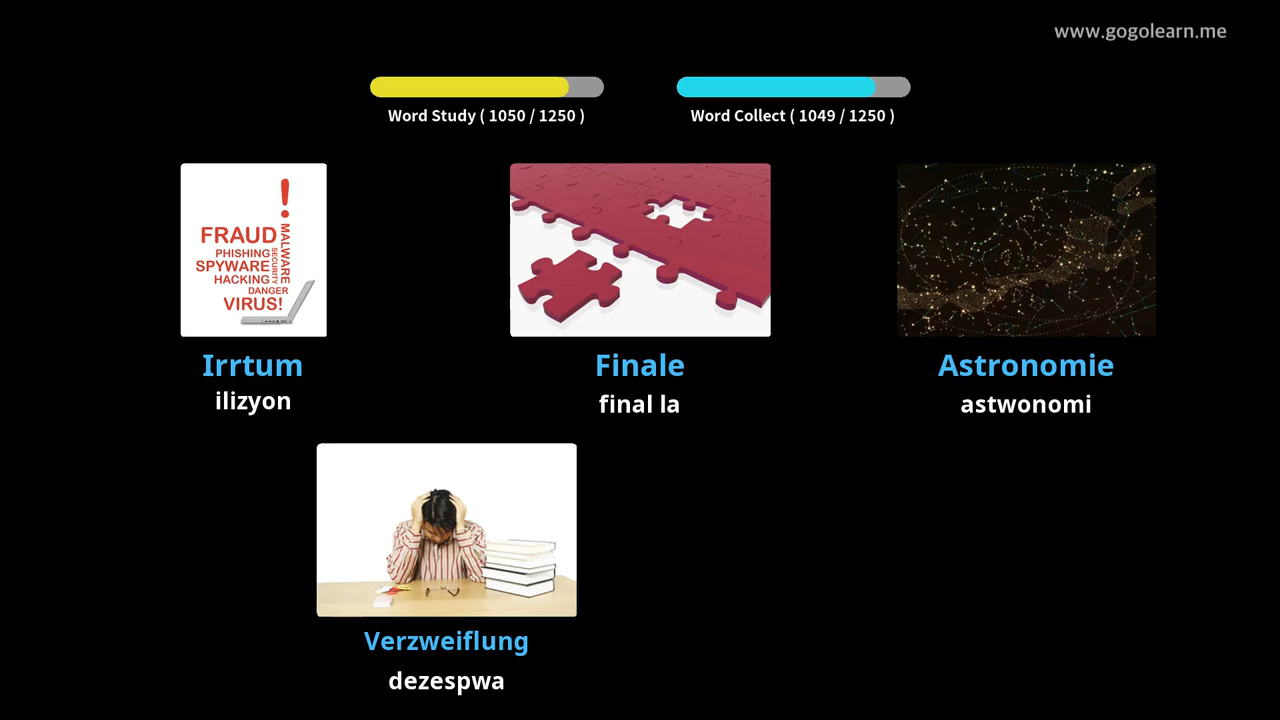 www.gogolearn.me
Word Study ( 1050 / 1250 )
Word Collect ( 1049 / 1250 )
!
FRAUD
PHISHING
SPYWARE
HACKING
DANGER
VIRUS!
SECURITY
MALWARE
Irrtum
ilizyon
Finale
final la
Astronomie
astwonomi
Verzweiflung
dezespwa